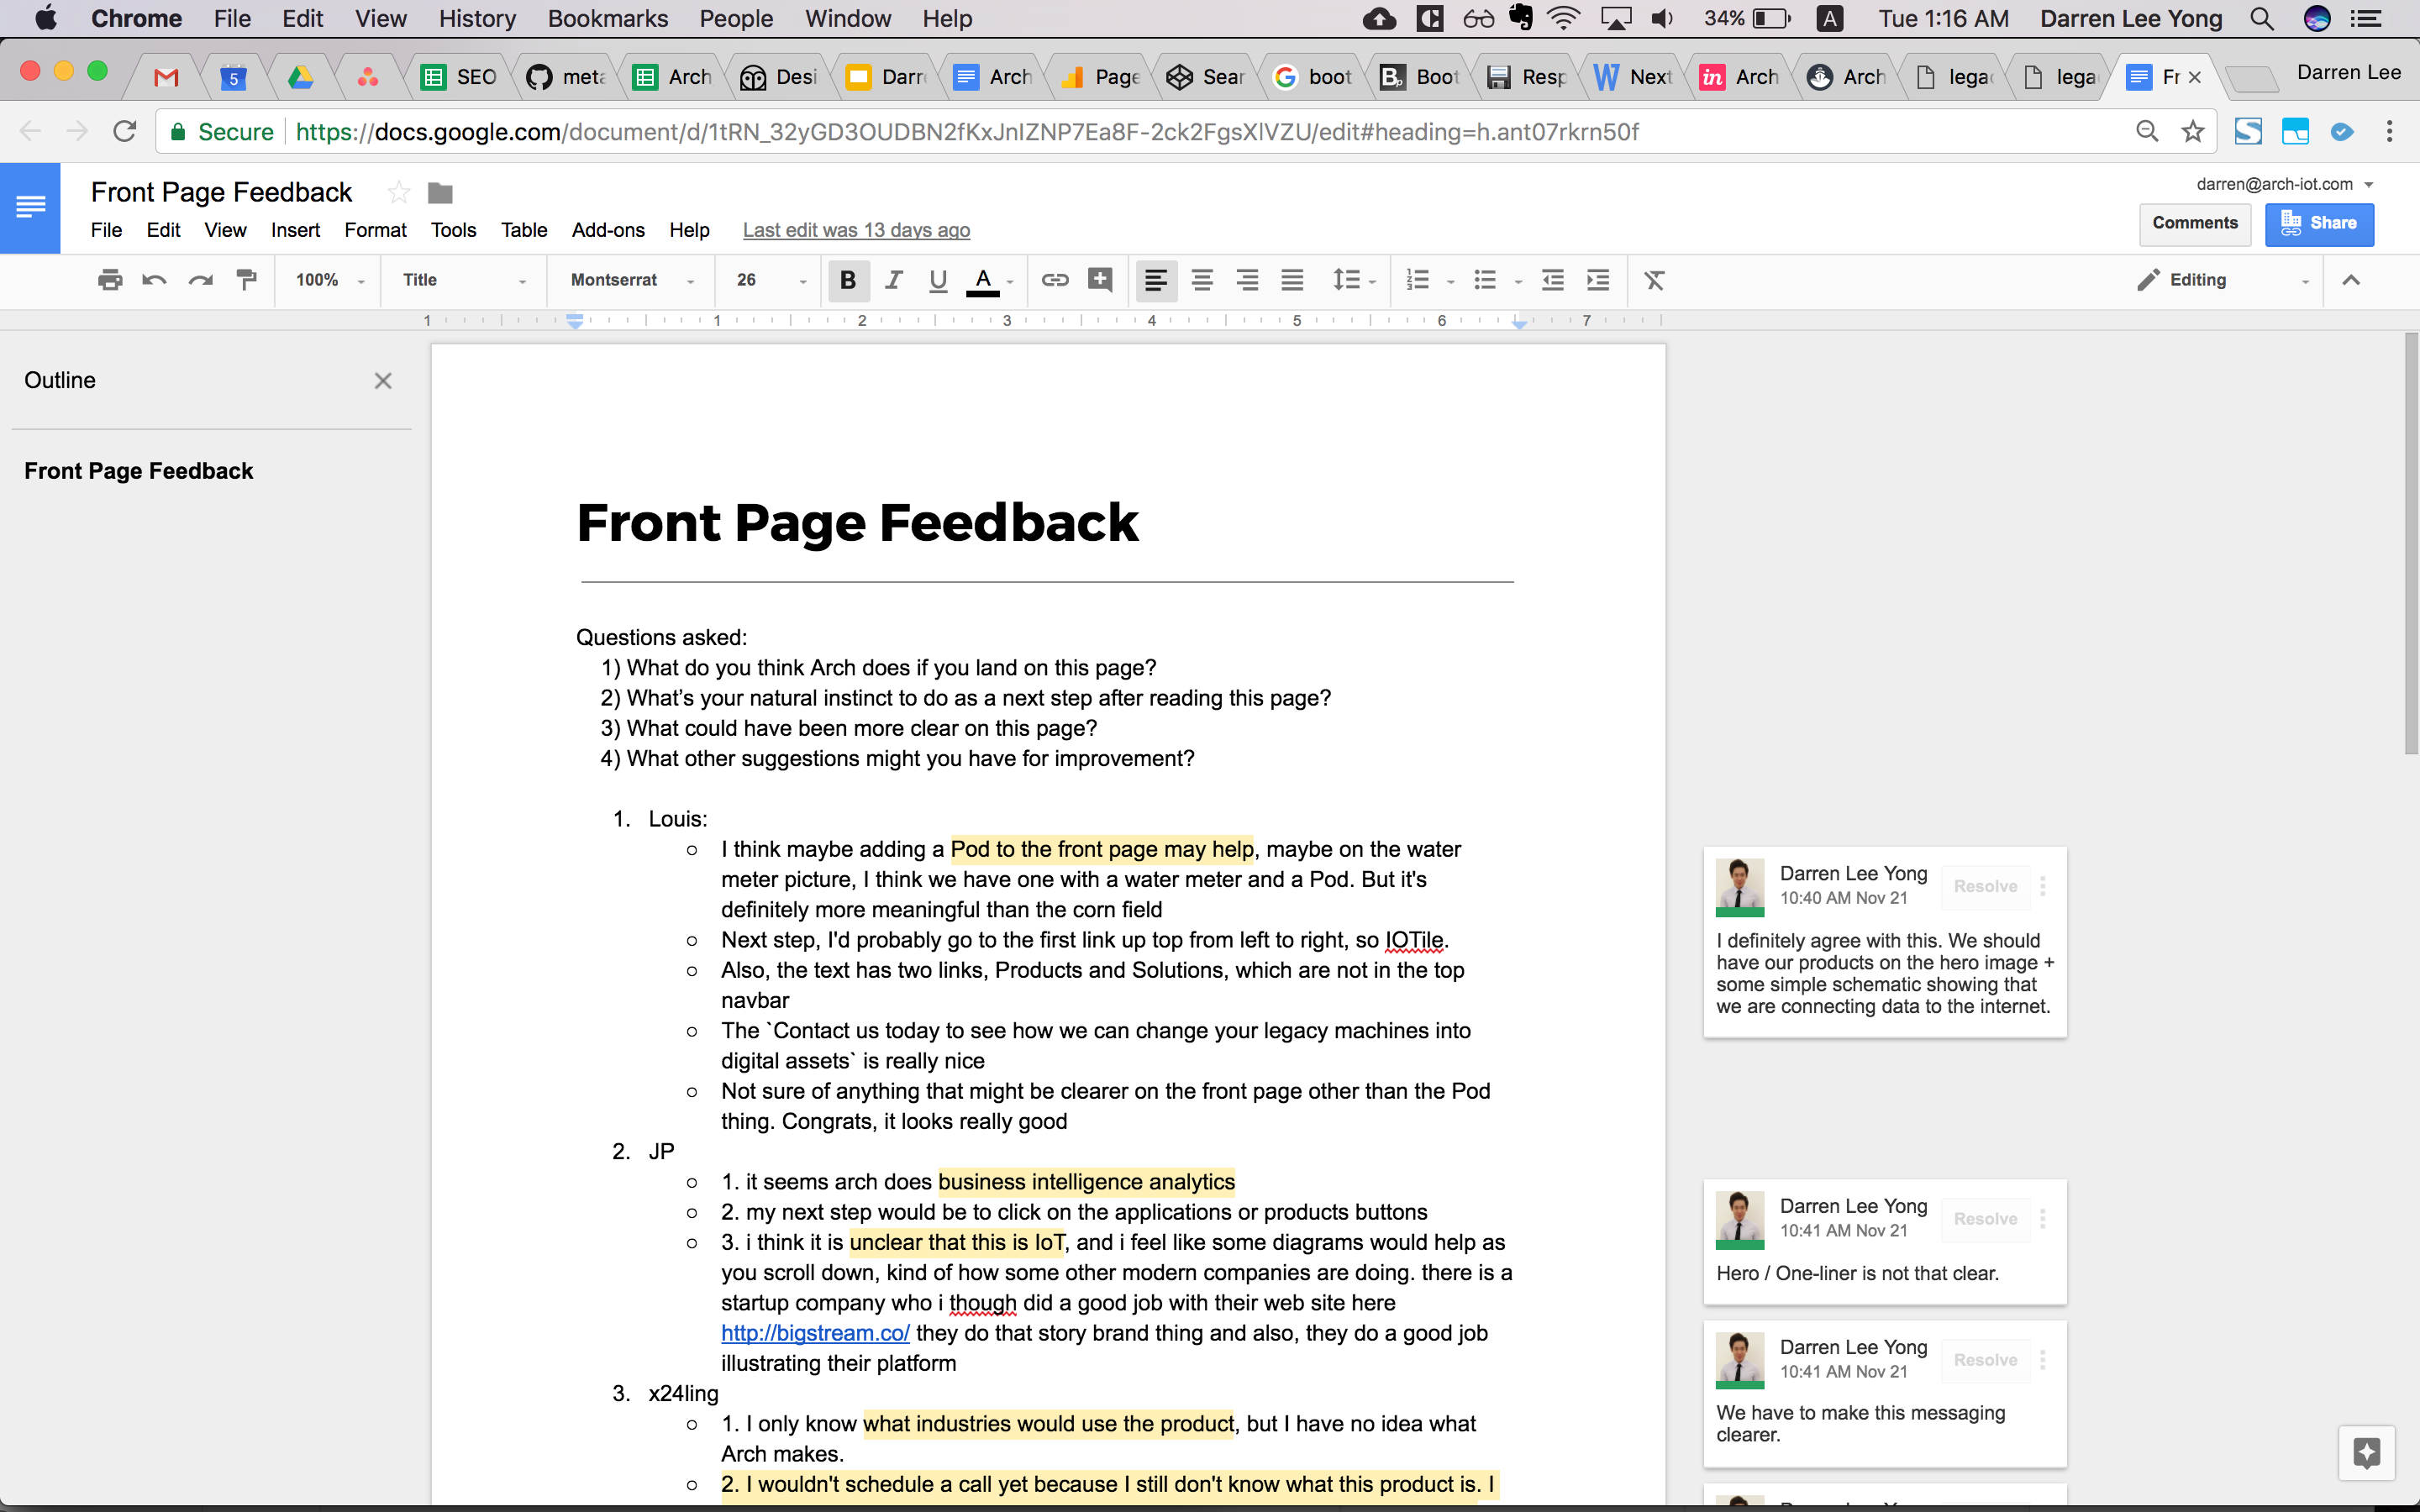 Chrome File Edit View History Bookmarks People Window Help 34% A Tue 1:16 AM Darren Lee Yong
5 SEO meta Arch Desi Darre Arch Page Sear boot Boot Resp Next Arch Arch lega lega Fr Darren Lee
Secure https://docs.google.com/document/d/1tRN_32yGD3OUDBN2fKxJnIZNP7Ea8F-2ck2FgsXlVZU/edit#heading=h.ant07rkrn50f
Front Page Feedback
darren@arch-iot.com
File Edit View Insert Format Tools Table Add-ons Help Last edit was 13 days ago
Comments Share
100% Title Montserrat 26 B I U A Editing
1 1 2 3 4 5 6 7
Outline
Front Page Feedback
Front Page Feedback
Questions asked:
1) What do you think Arch does if you land on this page?
2) What's your natural instinct to do as a next step after reading this page?
3) What could have been more clear on this page?
4) What other suggestions might you have for improvement?
1. Louis:
I think maybe adding a Pod to the front page may help, maybe on the water
meter picture, I think we have one with a water meter and a Pod. But it's
definitely more meaningful than the corn field
Next step, I'd probably go to the first link up top from left to right, so IOTile.
Also, the text has two links, Products and Solutions, which are not in the top
navbar
The `Contact us today to see how we can change your legacy machines into
digital assets` is really nice
Not sure of anything that might be clearer on the front page other than the Pod
thing. Congrats, it looks really good
2. JP
1. it seems arch does business intelligence analytics
2. my next step would be to click on the applications or products buttons
3. i think it is unclear that this is IoT, and i feel like some diagrams would help as
you scroll down, kind of how some other modern companies are doing. there is a
startup company who i though did a good job with their web site here
http://bigstream.co/ they do that story brand thing and also, they do a good job
illustrating their platform
3. x24ling
1. I only know what industries would use the product, but I have no idea what
Arch makes.
2. I wouldn't schedule a call yet because I still don't know what this product is. I
Darren Lee Yong
10:40 AM Nov 21
Resolve
I definitely agree with this. We should
have our products on the hero image +
some simple schematic showing that
we are connecting data to the internet.
Darren Lee Yong
10:41 AM Nov 21
Resolve
Hero / One-liner is not that clear.
Darren Lee Yong
10:41 AM Nov 21
Resolve
We have to make this messaging
clearer.